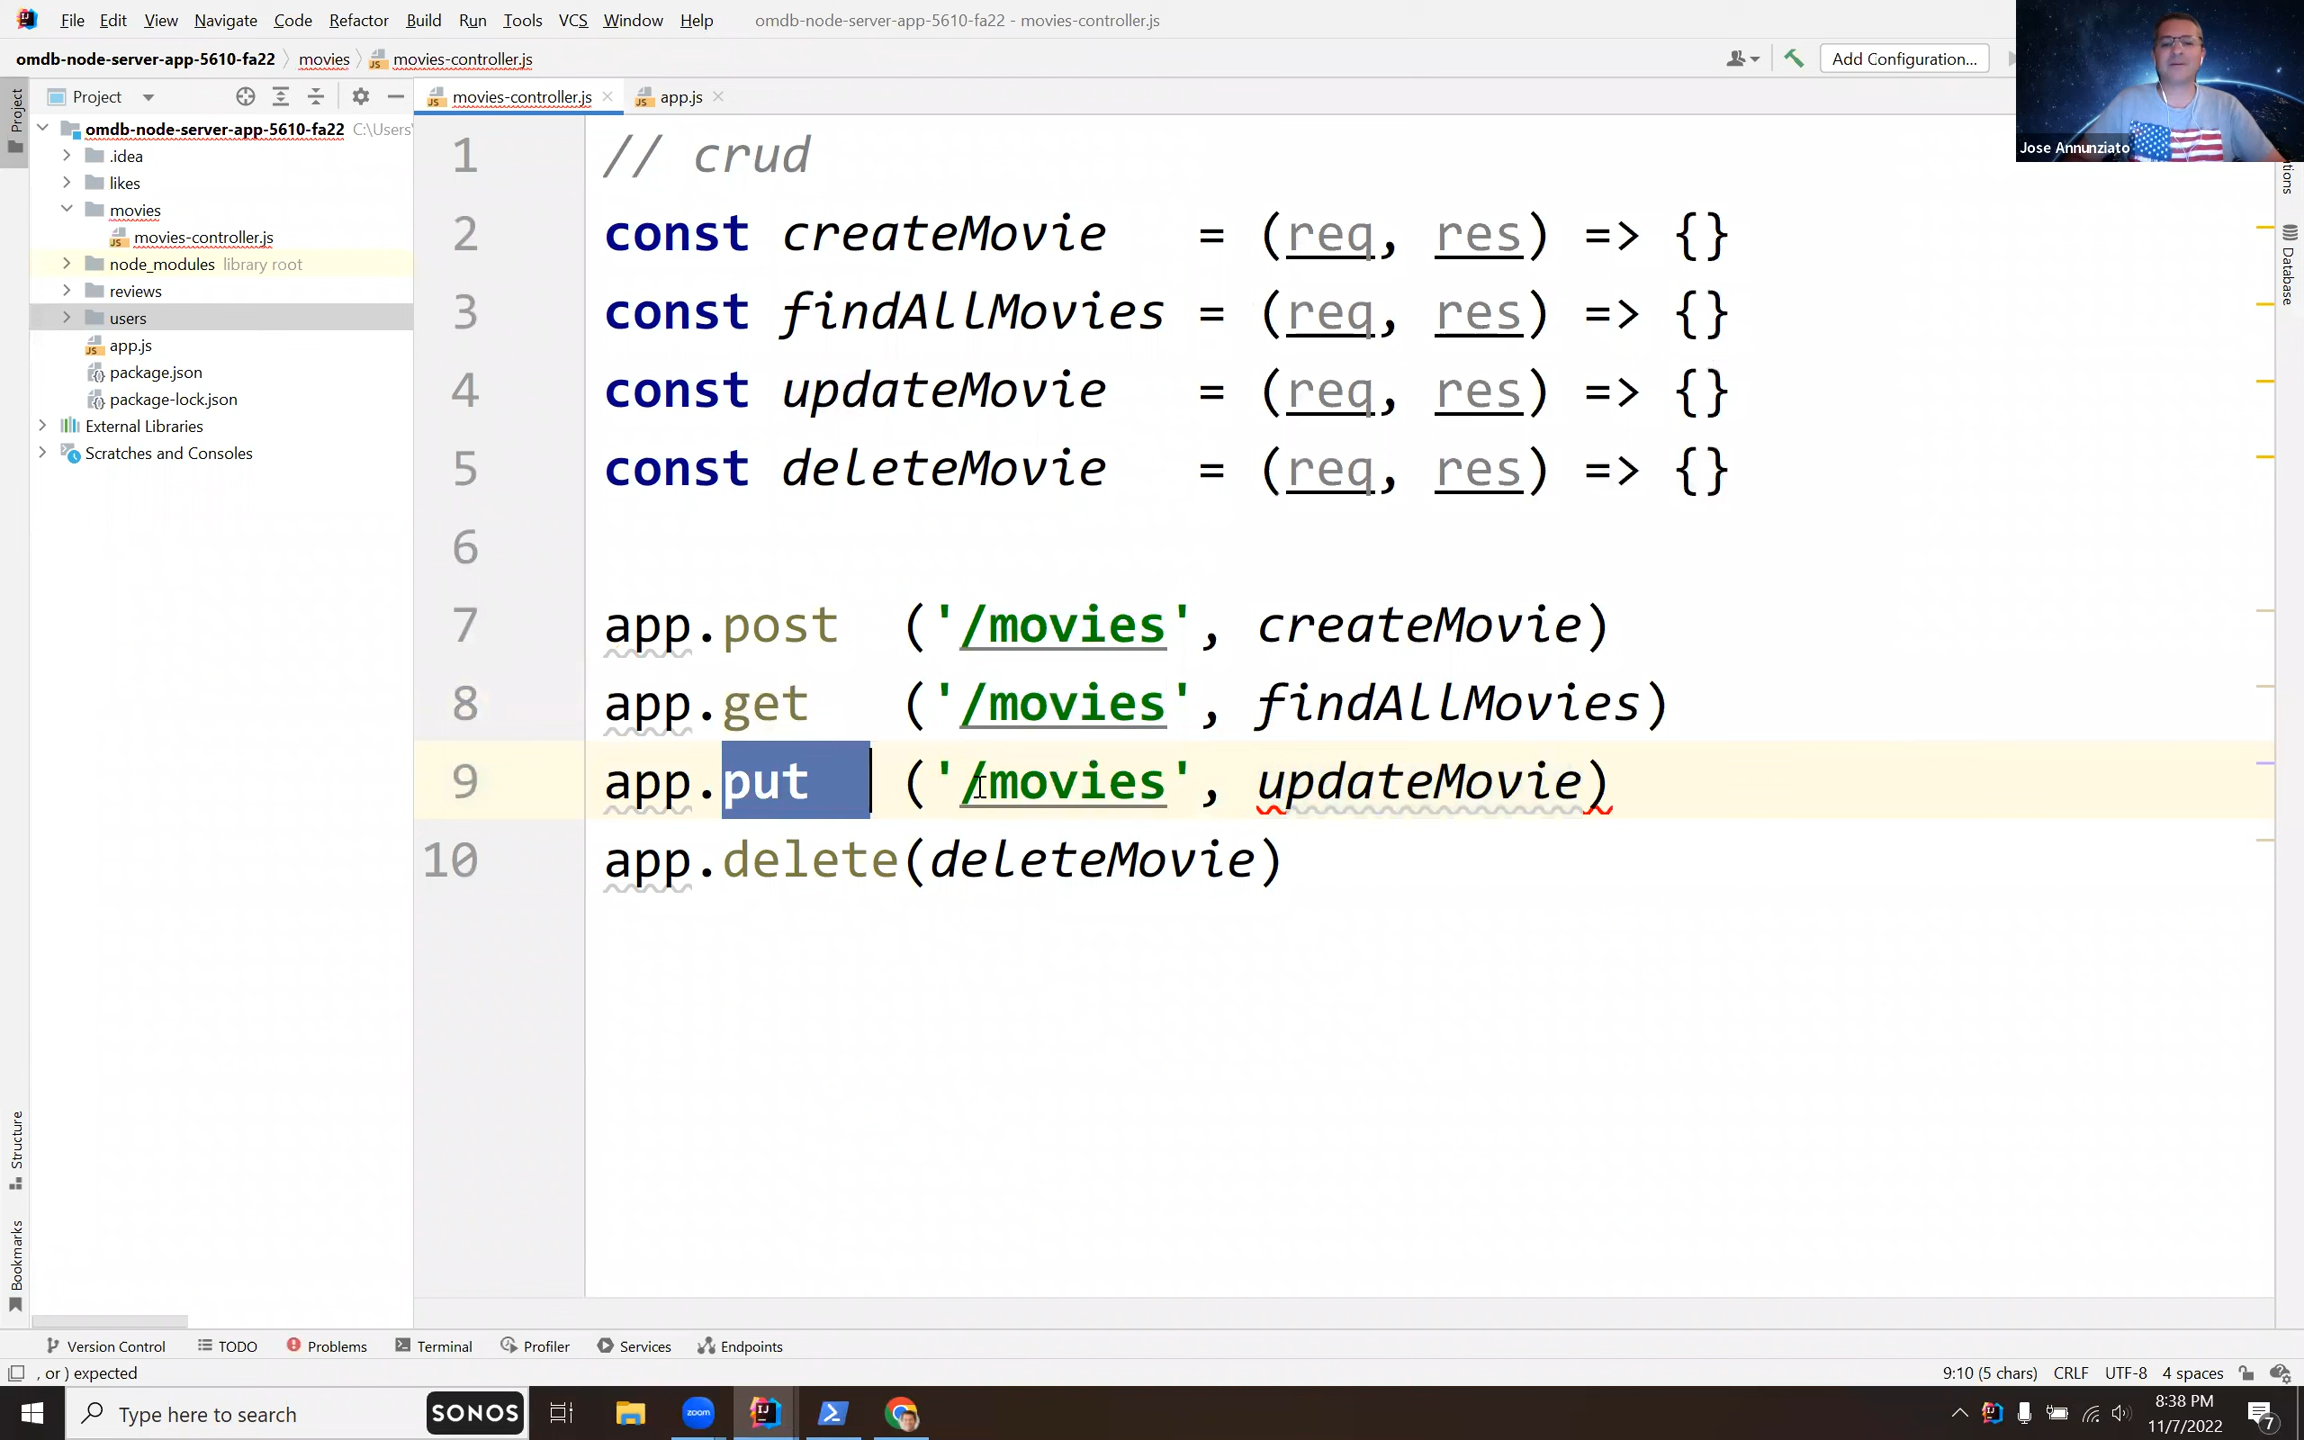 File Edit View Navigate Code Refactor Build Run Tools VCS Window Help omdb-node-server-app-5610-fa22 - movies-controller.js
omdb-node-server-app-5610-fa22 movies movies-controller.js
Add Configuration...
Jose Annunziato
Project
Project
movies-controller.js
app.js
omdb-node-server-app-5610-fa22 C:\Users\
.idea
likes
movies
movies-controller.js
node_modules library root
reviews
users
app.js
package.json
package-lock.json
External Libraries
Scratches and Consoles
1 // crud
2 const createMovie = (req, res) => {}
3 const findAllMovies = (req, res) => {}
4 const updateMovie = (req, res) => {}
5 const deleteMovie = (req, res) => {}
6
7 app.post ('/movies', createMovie)
8 app.get ('/movies', findAllMovies)
9 app.put ('/movies', updateMovie)
10 app.delete(deleteMovie)
Database
Structure
Bookmarks
Version Control TODO Problems Terminal Profiler Services Endpoints
, or ) expected
9:10 (5 chars) CRLF UTF-8 4 spaces
Type here to search
SONOS
zoom
8:38 PM
11/7/2022
7